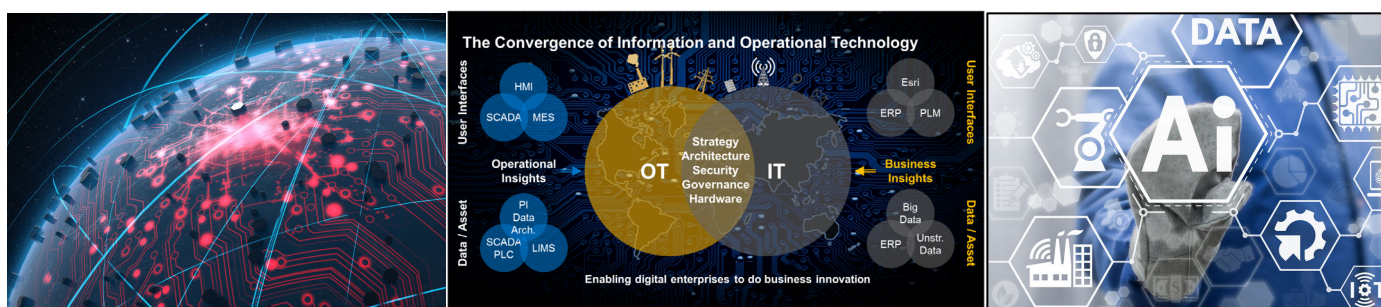 The Convergence of Information and Operational Technology
User Interfaces
HMI
SCADA
MES
Operational
Insights
Data / Asset
PI
Data
Arch.
SCADA
PLC
LIMS
OT
Strategy
Architecture
Security
Governance
Hardware
IT
Esri
ERP
PLM
User Interfaces
Business
Insights
Big
Data
ERP
Unstr.
Data
Data / Asset
Enabling digital enterprises to do business innovation
DATA
Ai
IoT